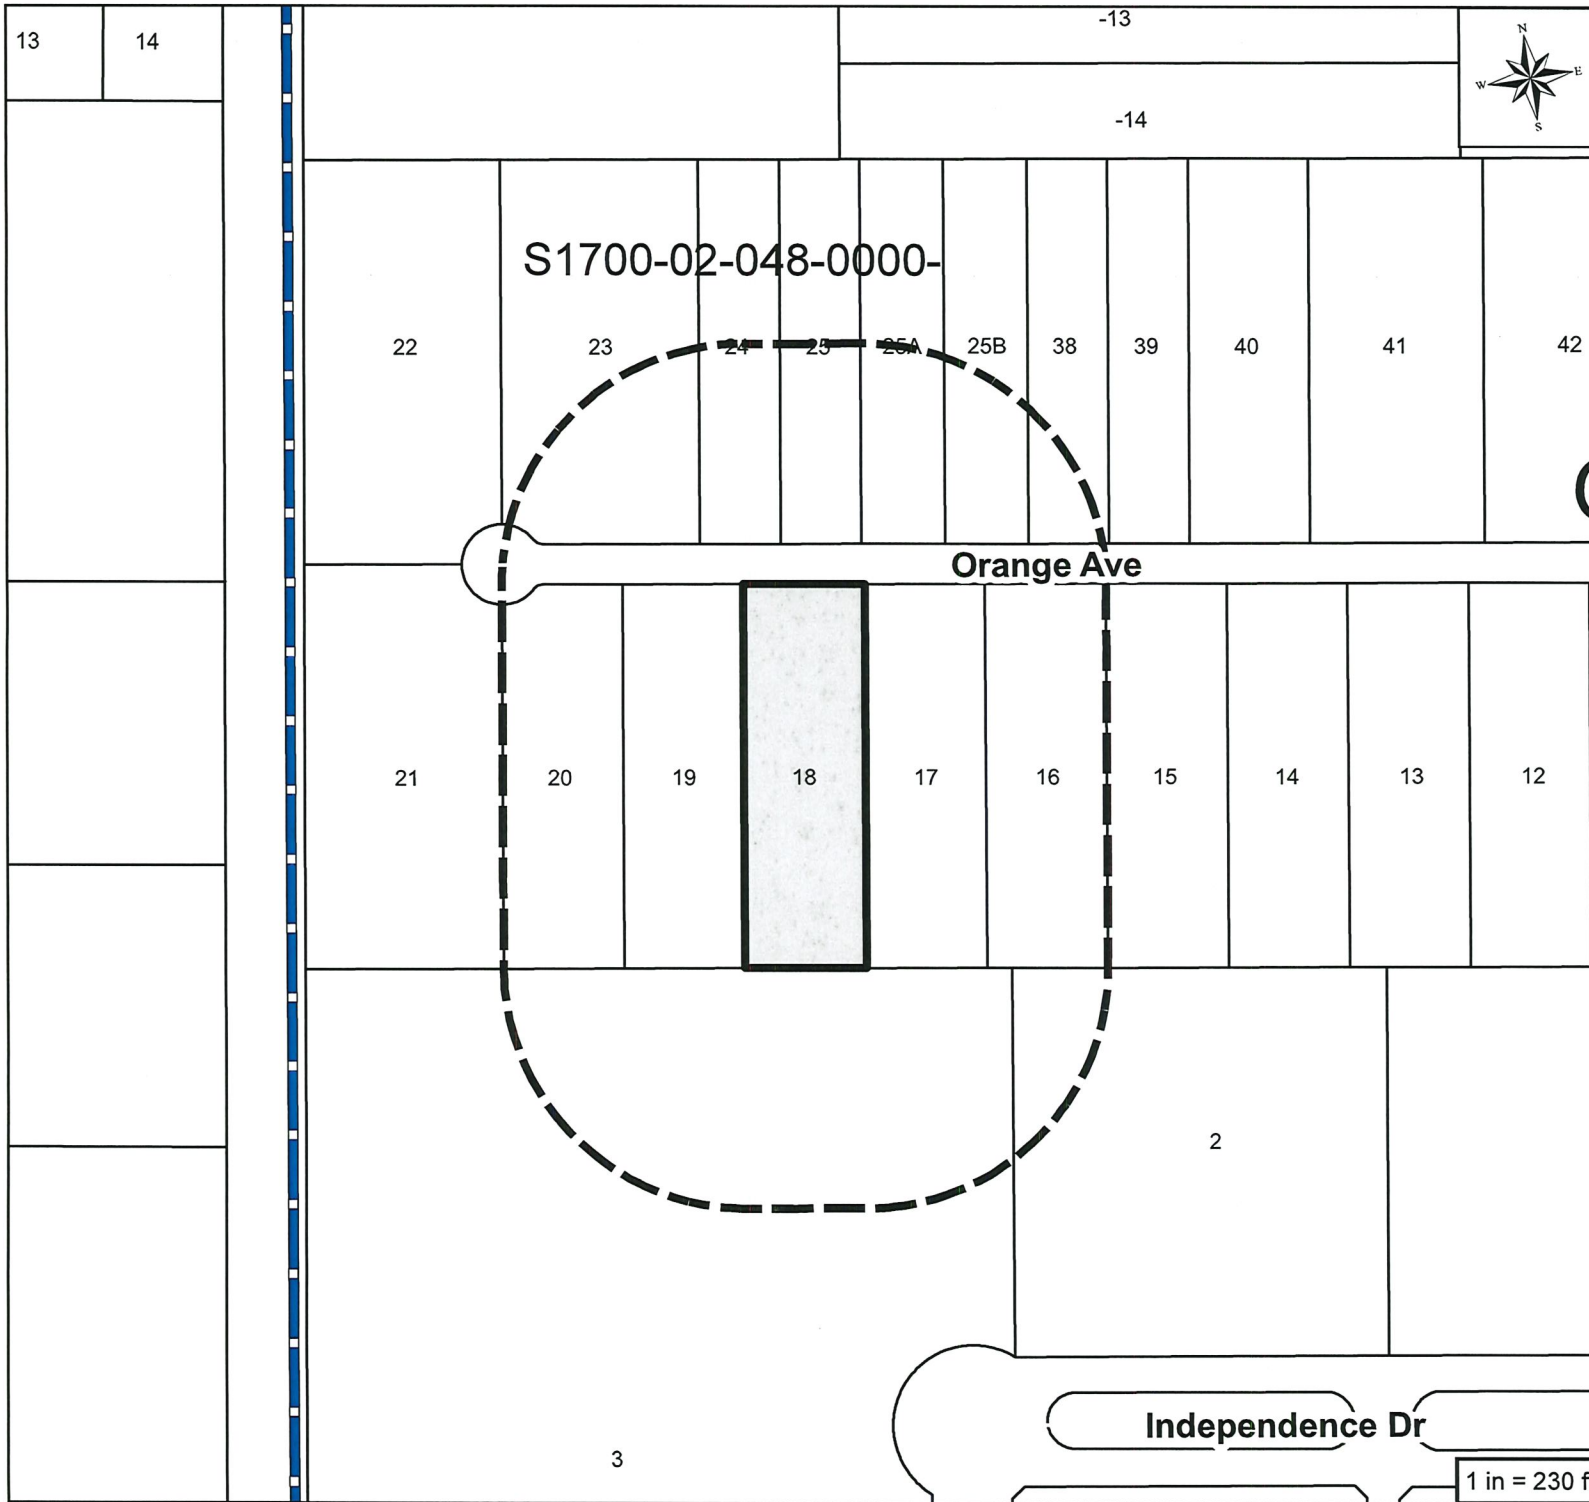 13 14
-13
-14
N
W E
S
S1700-02-048-0000-
22 23 24 25 25A 25B 38 39 40 41 42
Orange Ave
21 20 19 18 17 16 15 14 13 12
2
Independence Dr
3
1 in = 230 f